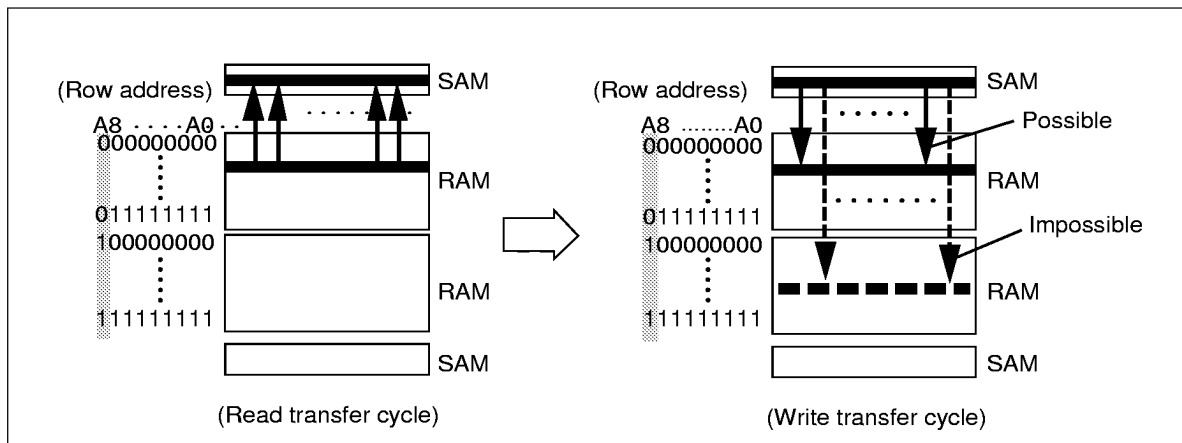 SAM
(Row address)
A8 A0
000000000
RAM
011111111
100000000
RAM
111111111
SAM
(Read transfer cycle)
SAM
(Row address)
A8 A0
Possible
000000000
RAM
011111111
Impossible
100000000
RAM
111111111
SAM
(Write transfer cycle)